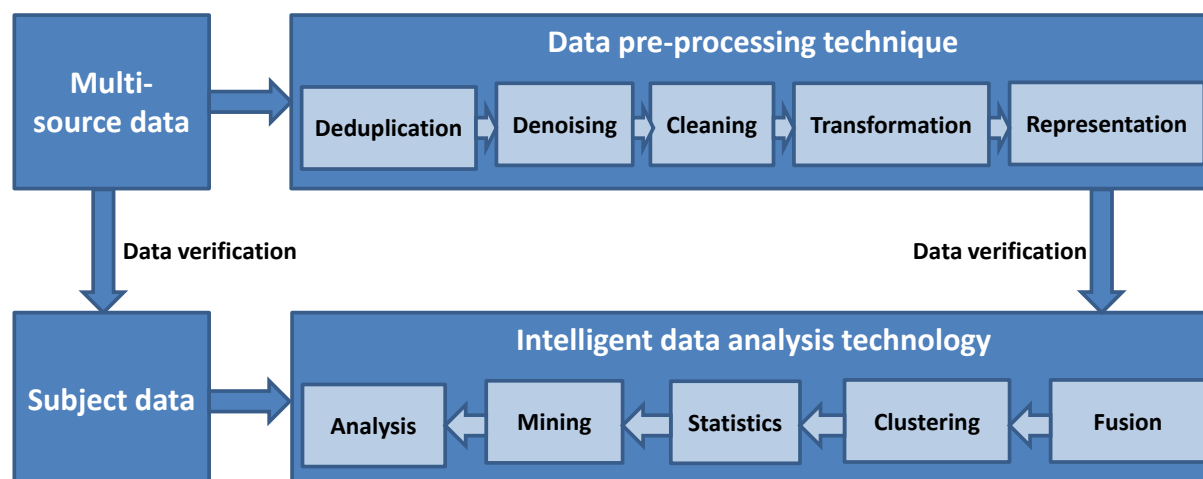 Multi-
source data
Data pre-processing technique
Deduplication
Denoising
Cleaning
Transformation
Representation
Data verification
Data verification
Subject data
Intelligent data analysis technology
Analysis
Mining
Statistics
Clustering
Fusion